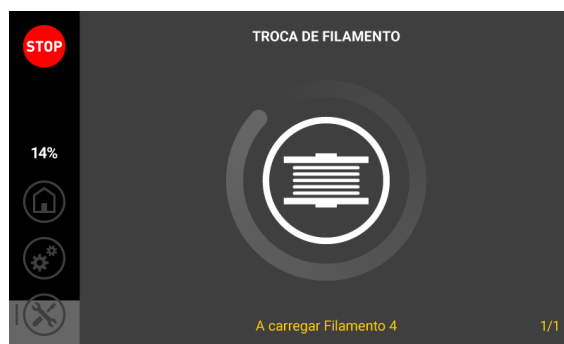 STOP
TROCA DE FILAMENTO
14%
A carregar Filamento 4
1/1